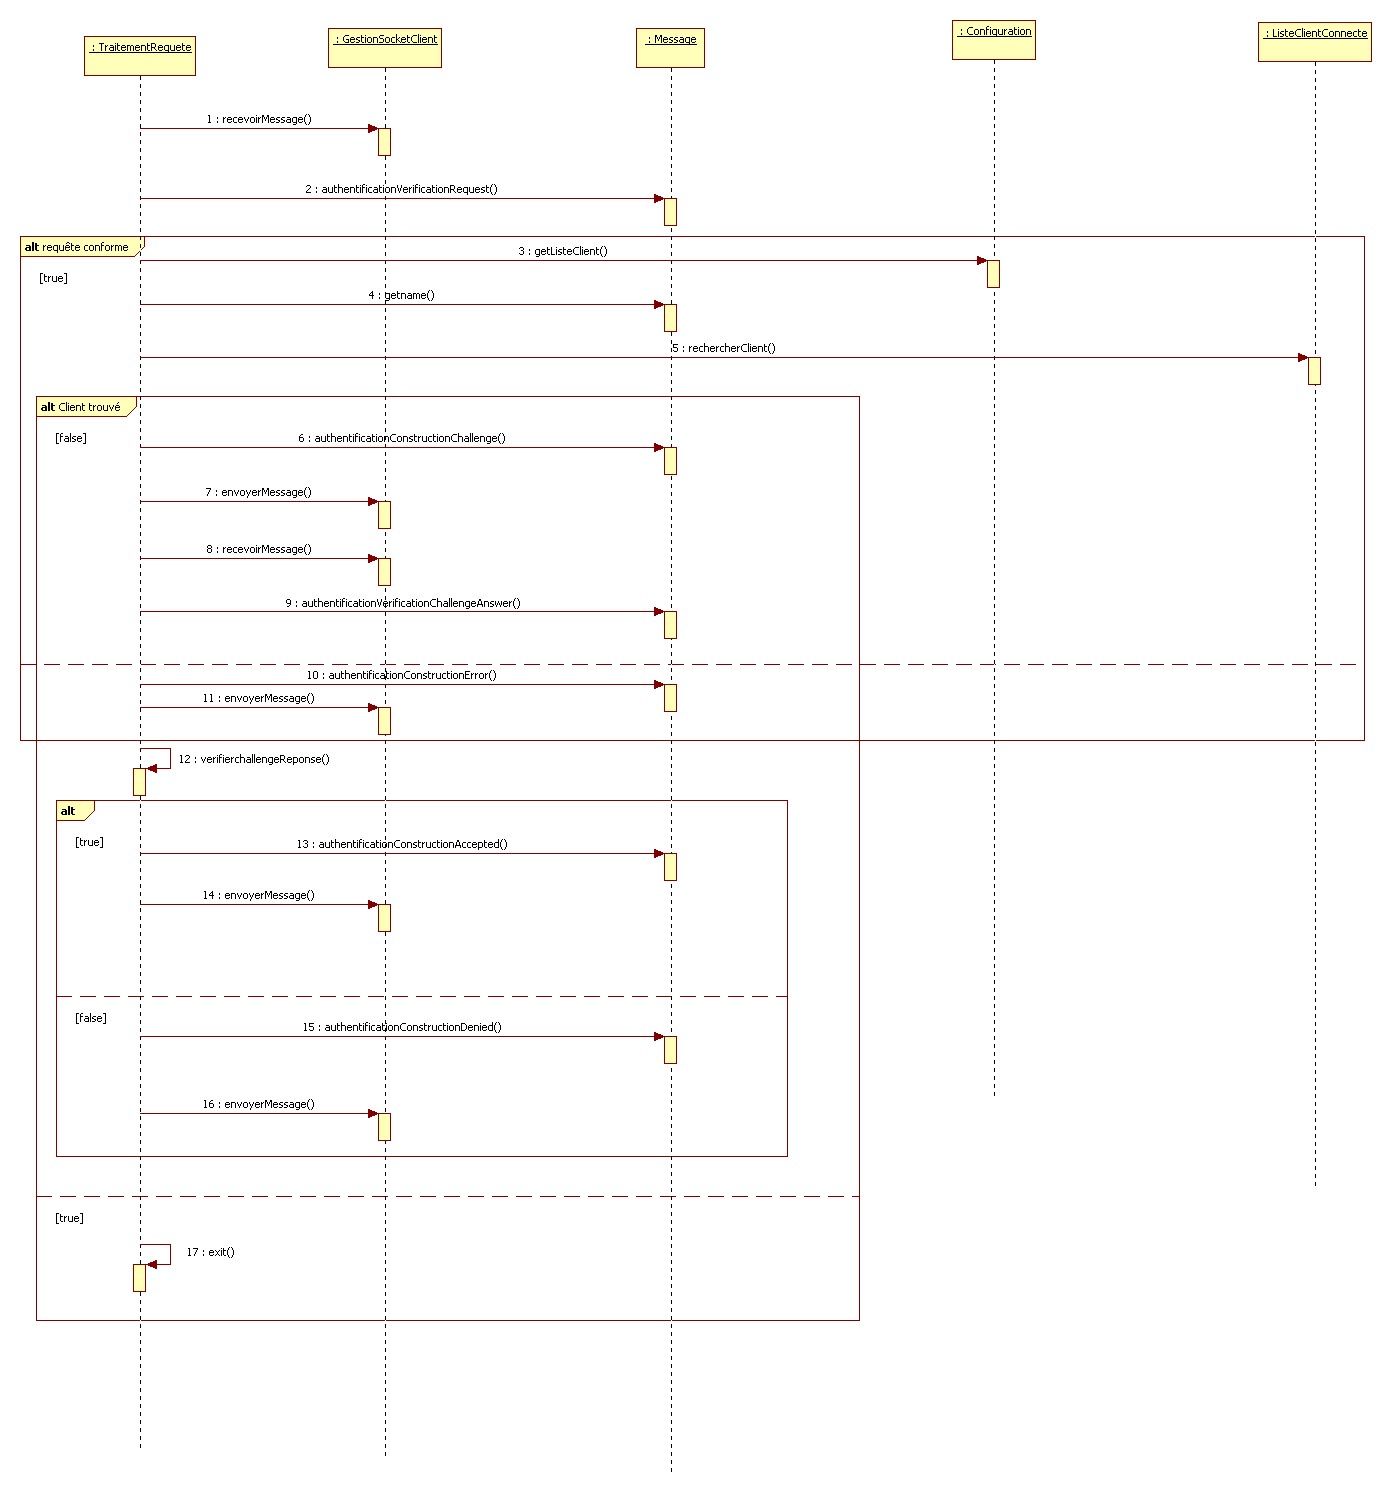 : TraitementRequete
: GestionSocketClient
: Message
: Configuration
: ListeClientConnecte
1 : recevoirMessage()
2 : authentificationVerificationRequest()
alt requête conforme
3 : getListeClient()
[true]
4 : getname()
5 : rechercherClient()
alt Client trouvé
[false]
6 : authentificationConstructionChallenge()
7 : envoyerMessage()
8 : recevoirMessage()
9 : authentificationVerificationChallengeAnswer()
10 : authentificationConstructionError()
11 : envoyerMessage()
12 : verifierchallengeReponse()
alt
[true]
13 : authentificationConstructionAccepted()
14 : envoyerMessage()
[false]
15 : authentificationConstructionDenied()
16 : envoyerMessage()
[true]
17 : exit()